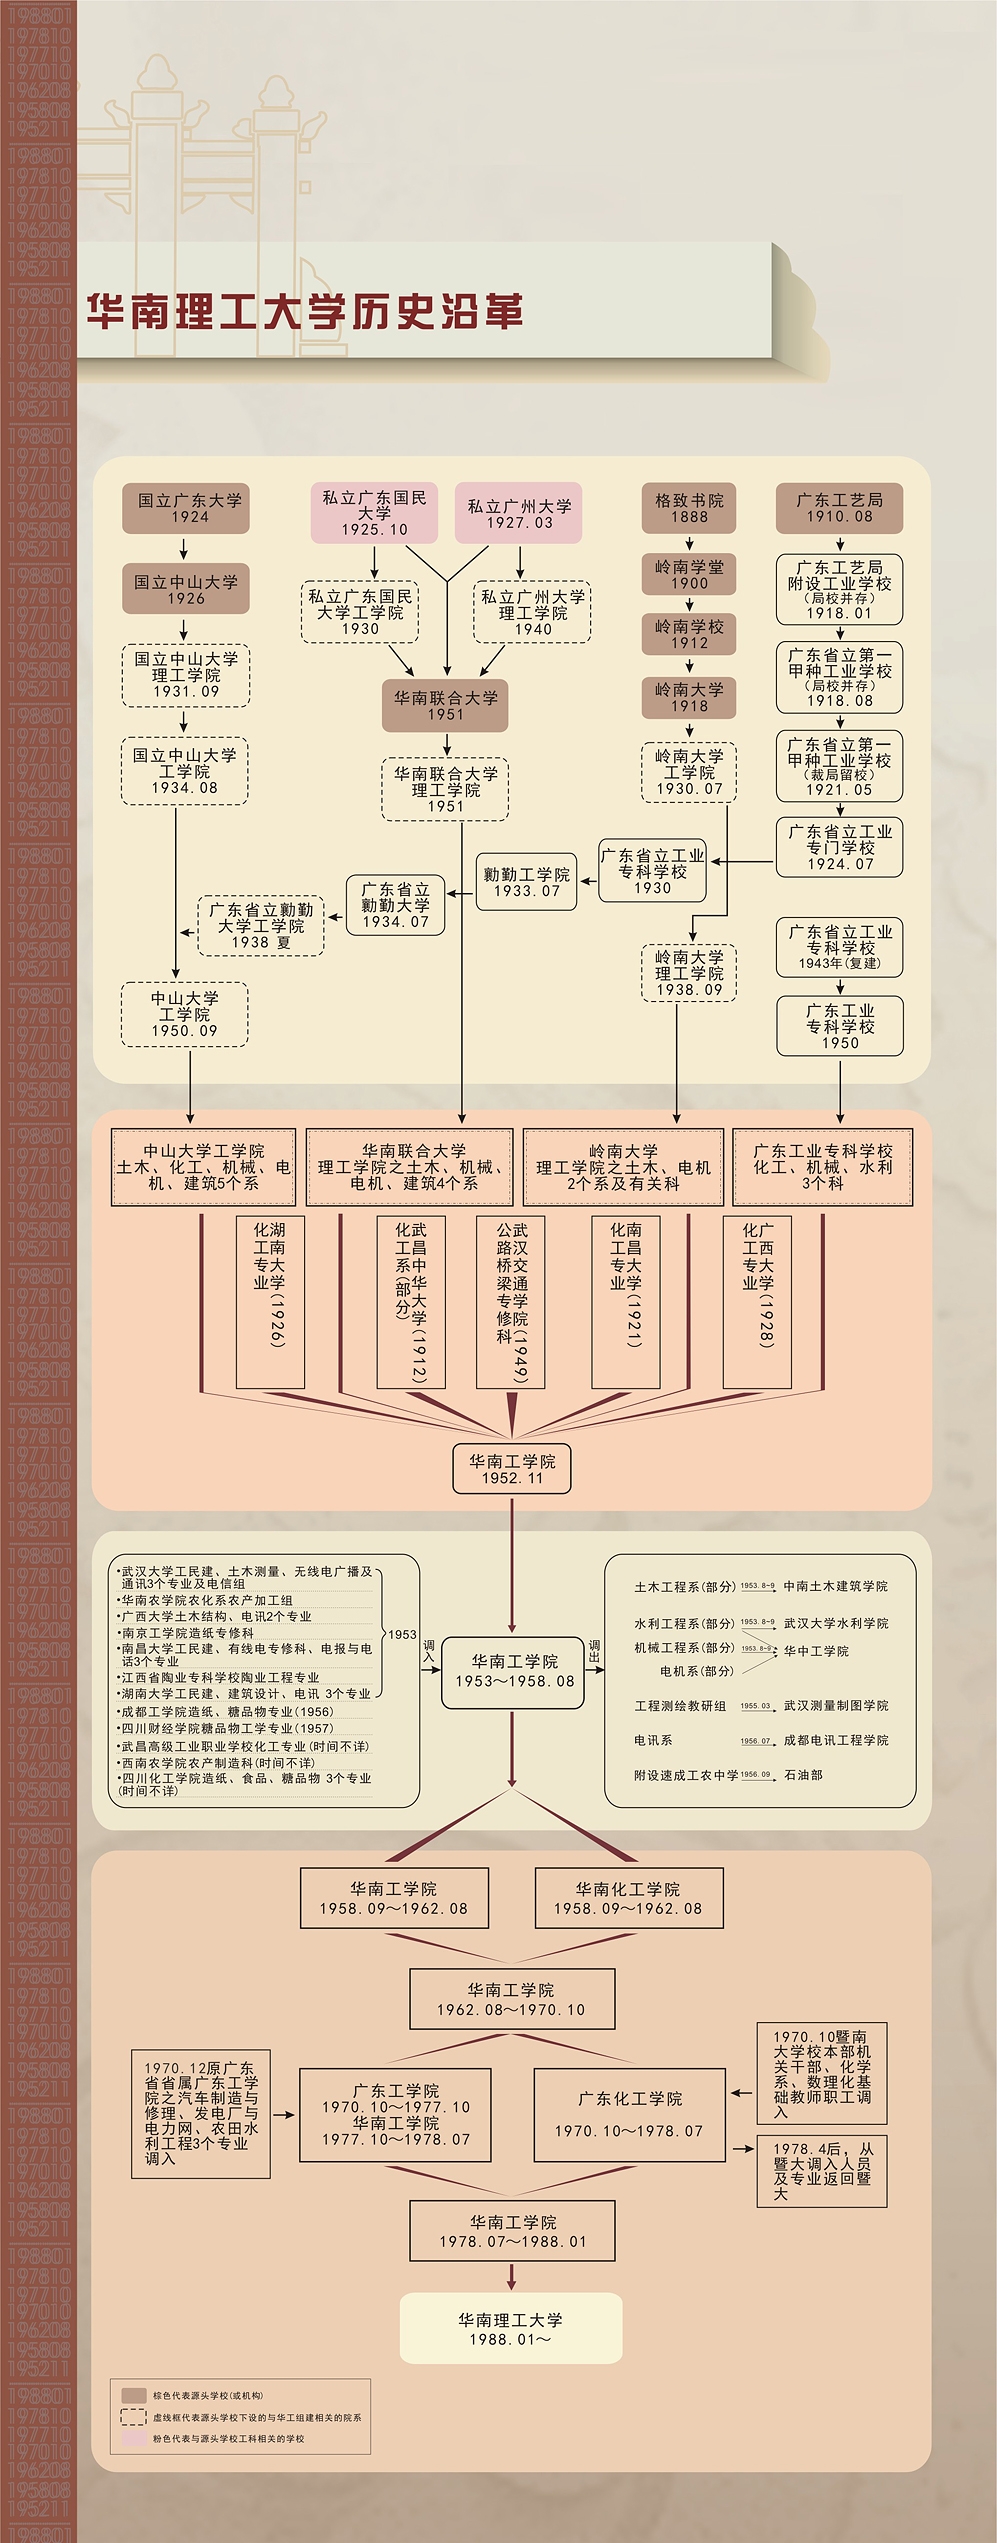 华南理工大学历史沿革
国立广东大学
1924
国立中山大学
1926
国立中山大学
理工学院
1931.09
国立中山大学
工学院
1934.08
中山大学
工学院
1950.09
私立广东国民
大学
1925.10
私立广州大学
1927.03
私立广东国民
大学工学院
1930
私立广州大学
理工学院
1940
华南联合大学
1951
华南联合大学
理工学院
1951
格致书院
1888
岭南学堂
1900
岭南学校
1912
岭南大学
1918
岭南大学
工学院
1930.07
岭南大学
理工学院
1938.09
广东工艺局
1910.08
广东工艺局
附设工业学校
(局校并存)
1918.01
广东省立第一
甲种工业学校
(局校并存)
1918.08
广东省立第一
甲种工业学校
(裁局留校)
1921.05
广东省立工业
专门学校
1924.07
广东省立工业
专科学校
1930
勷勤工学院
1933.07
广东省立
勷勤大学
1934.07
广东省立勷勤
大学工学院
1938 夏
广东省立工业
专科学校
1943年(复建)
广东工业
专科学校
1950
中山大学工学院
土木、化工、机械、电
机、建筑5个系
华南联合大学
理工学院之土木、机械、
电机、建筑4个系
岭南大学
理工学院之土木、电机
2个系及有关科
广东工业专科学校
化工、机械、水利
3个科
湖南大学(1926)
化工专业
武昌中华大学(1912)
化工系(部分)
武汉交通学院(1949)
公路桥梁专修科
南昌大学(1921)
化工专业
广西大学(1928)
化工专业
华南工学院
1952.11
•武汉大学工民建、土木测量、无线电广播及
通讯3个专业及电信组
•华南农学院农化系农产加工组
•广西大学土木结构、电讯2个专业
•南京工学院造纸专修科
•南昌大学工民建、有线电专修科、电报与电
话3个专业
•江西省陶业专科学校陶业工程专业
•湖南大学工民建、建筑设计、电讯 3个专业
1953
•成都工学院造纸、糖品物专业(1956)
•四川财经学院糖品物工学专业(1957)
•武昌高级工业职业学校化工专业(时间不详)
•西南农学院农产制造科(时间不详)
•四川化工学院造纸、食品、糖品物 3个专业
(时间不详)
调入
华南工学院
1953～1958.08
调出
土木工程系(部分) 1953.8~9 中南土木建筑学院
水利工程系(部分) 1953.8~9 武汉大学水利学院
机械工程系(部分) 1953.8~9 华中工学院
电机系(部分)
工程测绘教研组 1955.03 武汉测量制图学院
电讯系 1956.07 成都电讯工程学院
附设速成工农中学 1956.09 石油部
华南工学院
1958.09～1962.08
华南化工学院
1958.09～1962.08
华南工学院
1962.08～1970.10
1970.12原广东
省省属广东工学
院之汽车制造与
修理、发电厂与
电力网、农田水
利工程3个专业
调入
广东工学院
1970.10～1977.10
华南工学院
1977.10～1978.07
广东化工学院
1970.10～1978.07
1970.10暨南
大学校本部机
关干部、化学
系、数理化基
础教师职工调
入
1978.4后，从
暨大调入人员
及专业返回暨
大
华南工学院
1978.07～1988.01
华南理工大学
1988.01～
棕色代表源头学校(或机构)
虚线框代表源头学校下设的与华工组建相关的院系
粉色代表与源头学校工科相关的学校